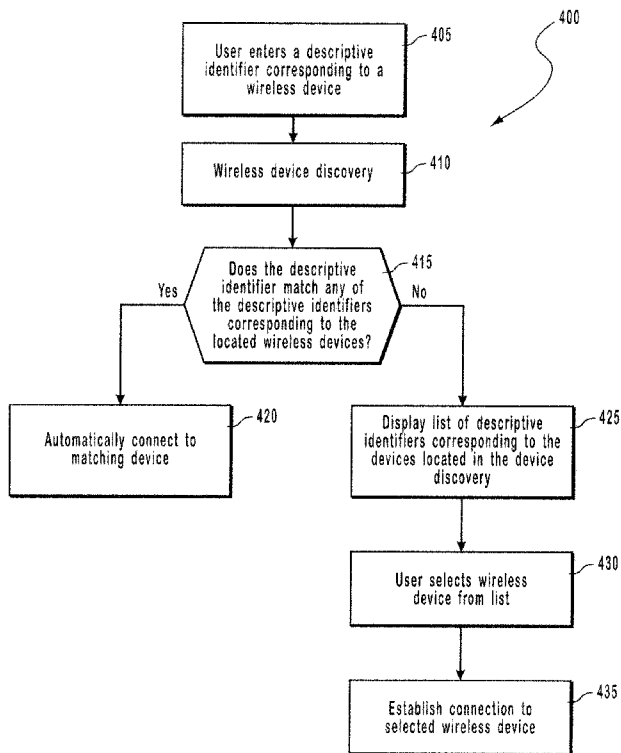 400
405
User enters a descriptive
identifier corresponding to a
wireless device
410
Wireless device discovery
415
Does the descriptive
identifier match any of
the descriptive identifiers
corresponding to the
located wireless devices?
Yes
No
420
Automatically connect to
matching device
425
Display list of descriptive
identifiers corresponding to the
devices located in the device
discovery
430
User selects wireless
device from list
435
Establish connection to
selected wireless device